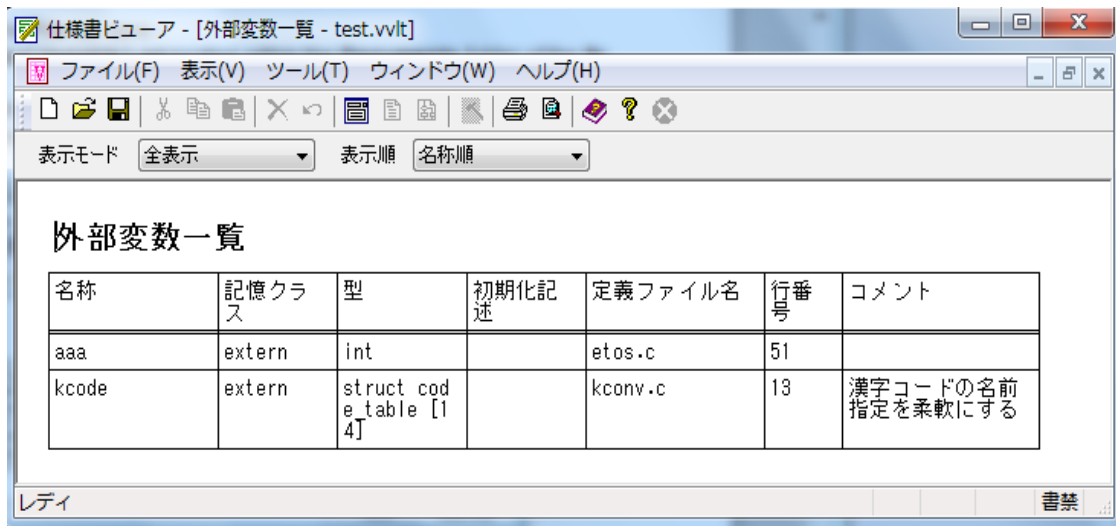 仕様書ビューア - [外部変数一覧 - test.vvlt]
ファイル(F) 表示(V) ツール(T) ウィンドウ(W) ヘルプ(H)
表示モード 全表示 表示順 名称順
外部変数一覧
名称 記憶クラ 型 初期化記 定義ファイル名 行番 コメント
ス 述 号
aaa extern int etos.c 51
kcode extern struct cod kconv.c 13 漢字コードの名前
e_table [1 指定を柔軟にする
4]
レディ 書禁